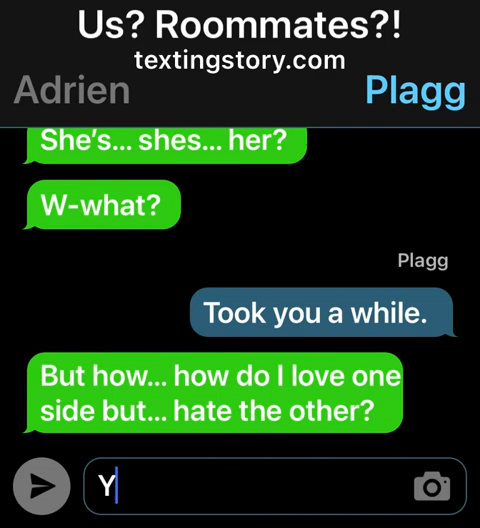 Us? Roommates?!
textingstory.com
Adrien
Plagg
She's... shes... her?
W-what?
Plagg
Took you a while.
But how... how do I love one
side but... hate the other?
Y